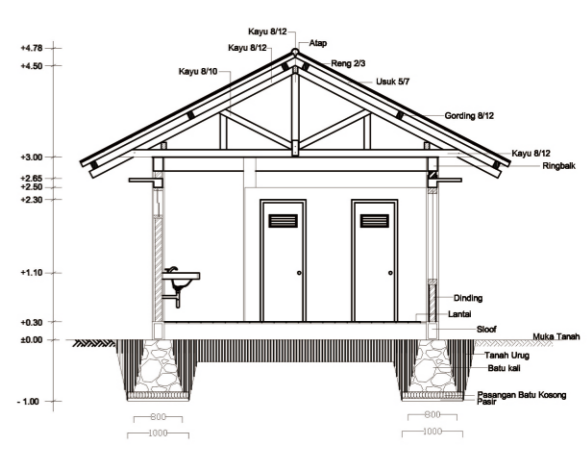 Kayu 8/12
Atap
+4.78
Kayu 8/12
+4.50
Reng 2/3
Kayu 8/10
Usuk 5/7
Gording 8/12
Kayu 8/12
+3.00
Ringbalk
+2.65
+2.50
+2.30
+1.10
Dinding
Lantai
+0.30
Sloof
±0.00
Muka Tanah
Tanah Urug
Batu kali
Pasangan Batu Kosong
Pasir
- 1.00
800
800
1000
1000